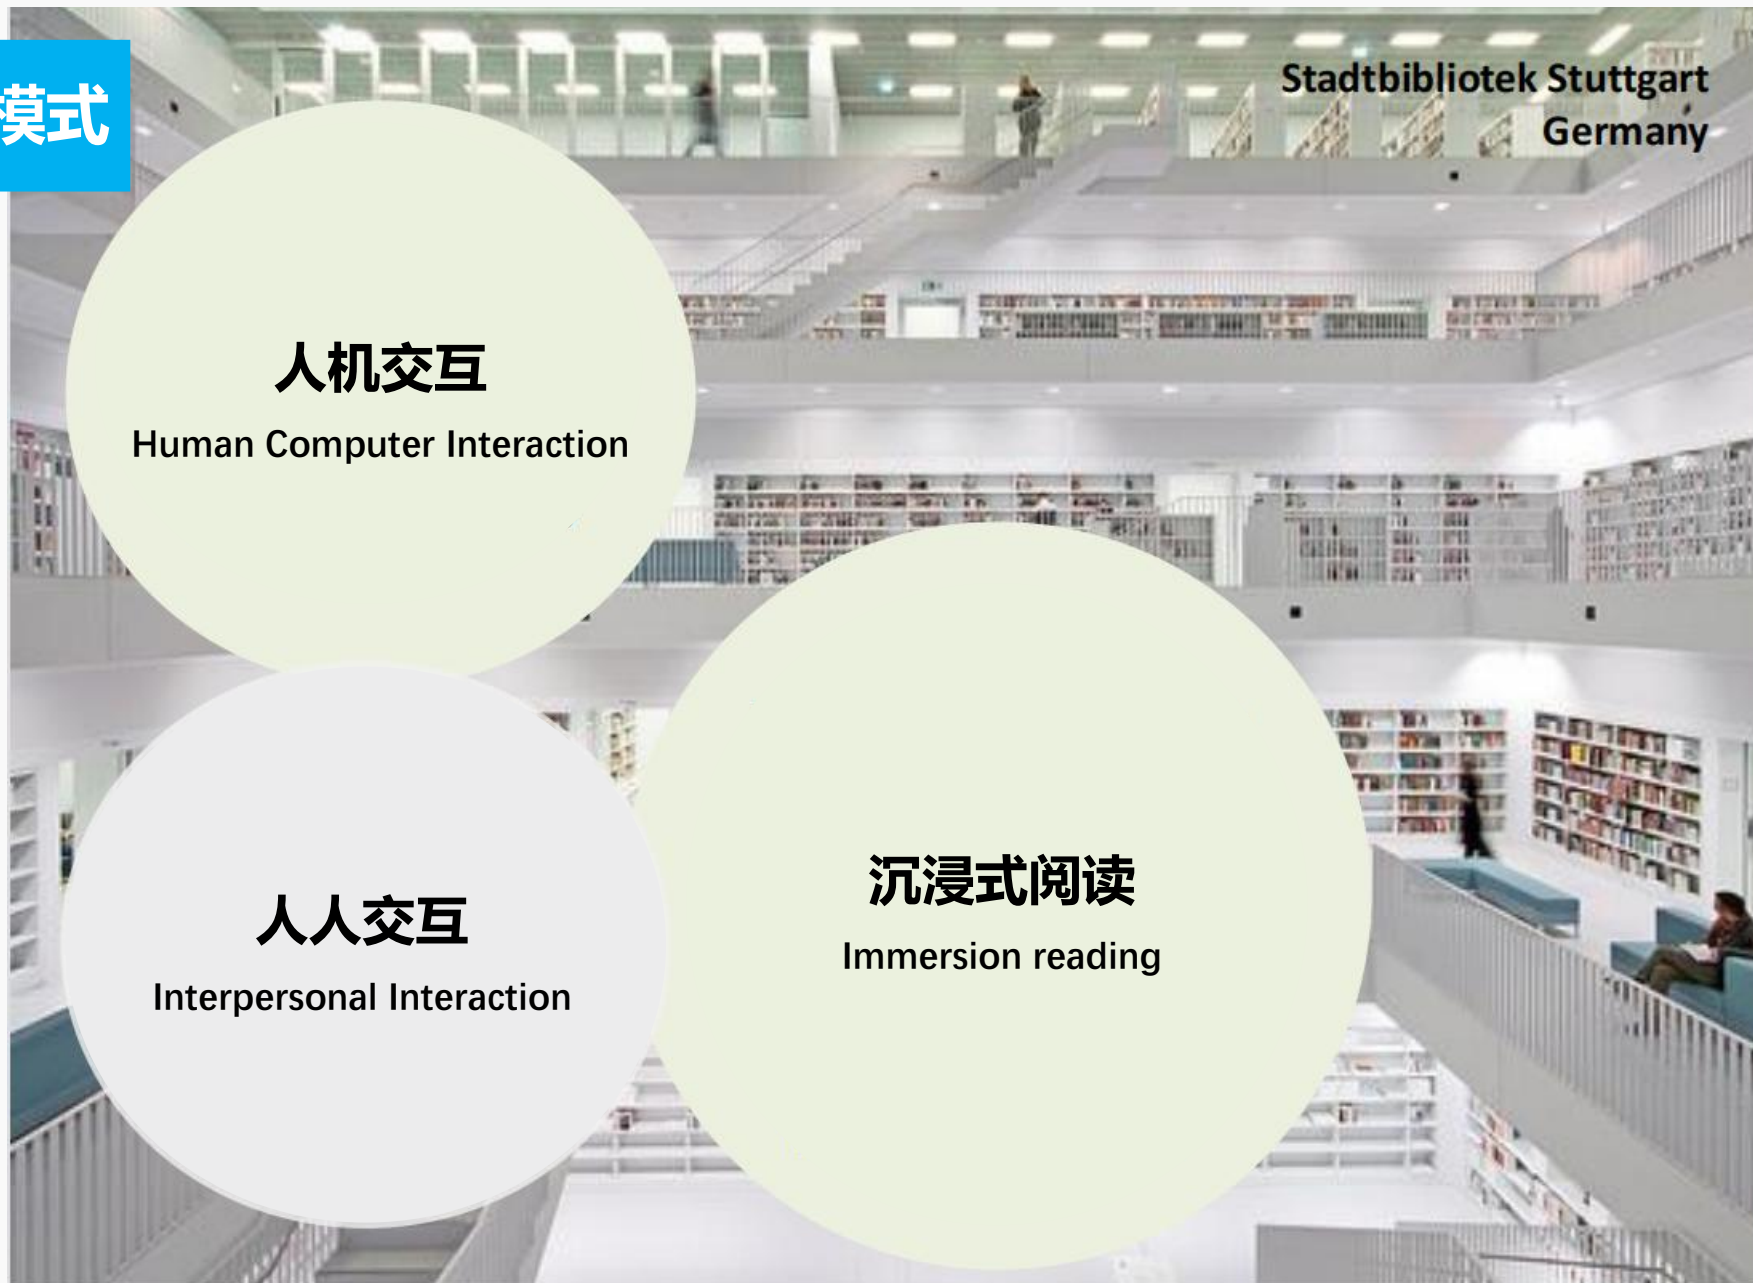 模式
Stadtbibliotek Stuttgart
Germany
人机交互
Human Computer Interaction
沉浸式阅读
Immersion reading
人人交互
Interpersonal Interaction